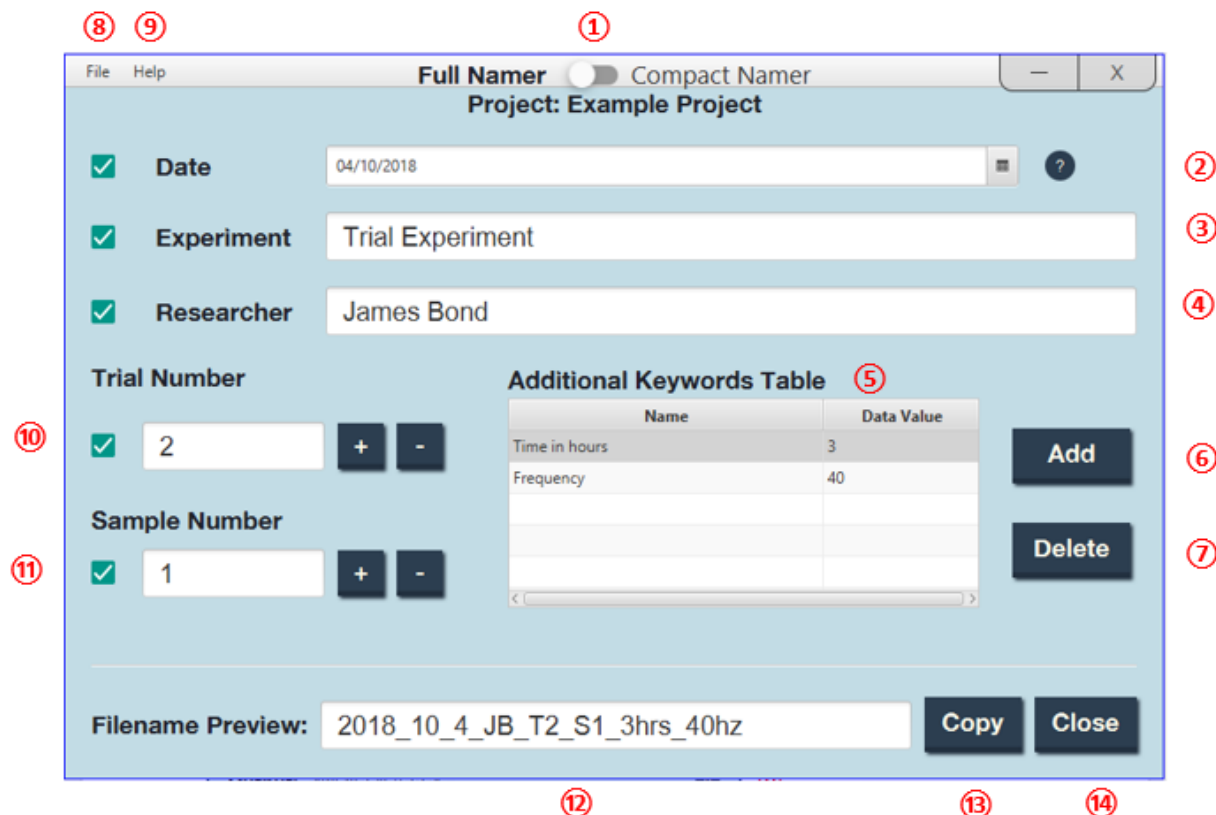 ⑧ ⑨ ①
File Help Full Namer Compact Namer — X
Project: Example Project
Date 04/10/2018 ? ②
Experiment Trial Experiment ③
Researcher James Bond ④
Trial Number
Additional Keywords Table ⑤
Name Data Value
⑩ 2 + -
Time in hours 3
Frequency 40
Add ⑥
Sample Number
⑪ 1 + -
Delete ⑦
Filename Preview: 2018_10_4_JB_T2_S1_3hrs_40hz Copy Close
⑫ ⑬ ⑭